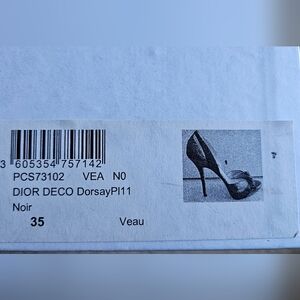 3 605354 757142
PCS73102 VEA N0
DIOR DECO DorsayPl11
Noir
35 Veau